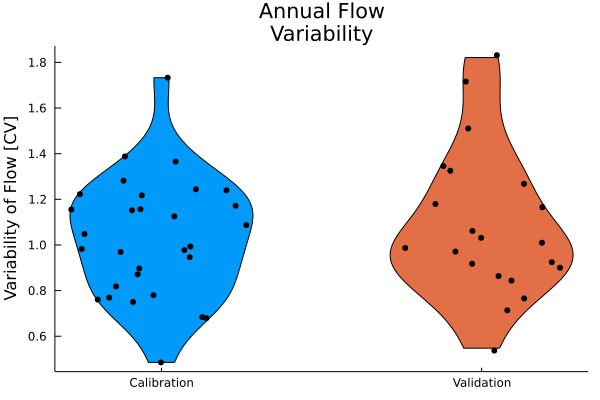 Annual Flow
Variability
Variability of Flow [CV]
1.8
1.6
1.4
1.2
1.0
0.8
0.6
Calibration
Validation